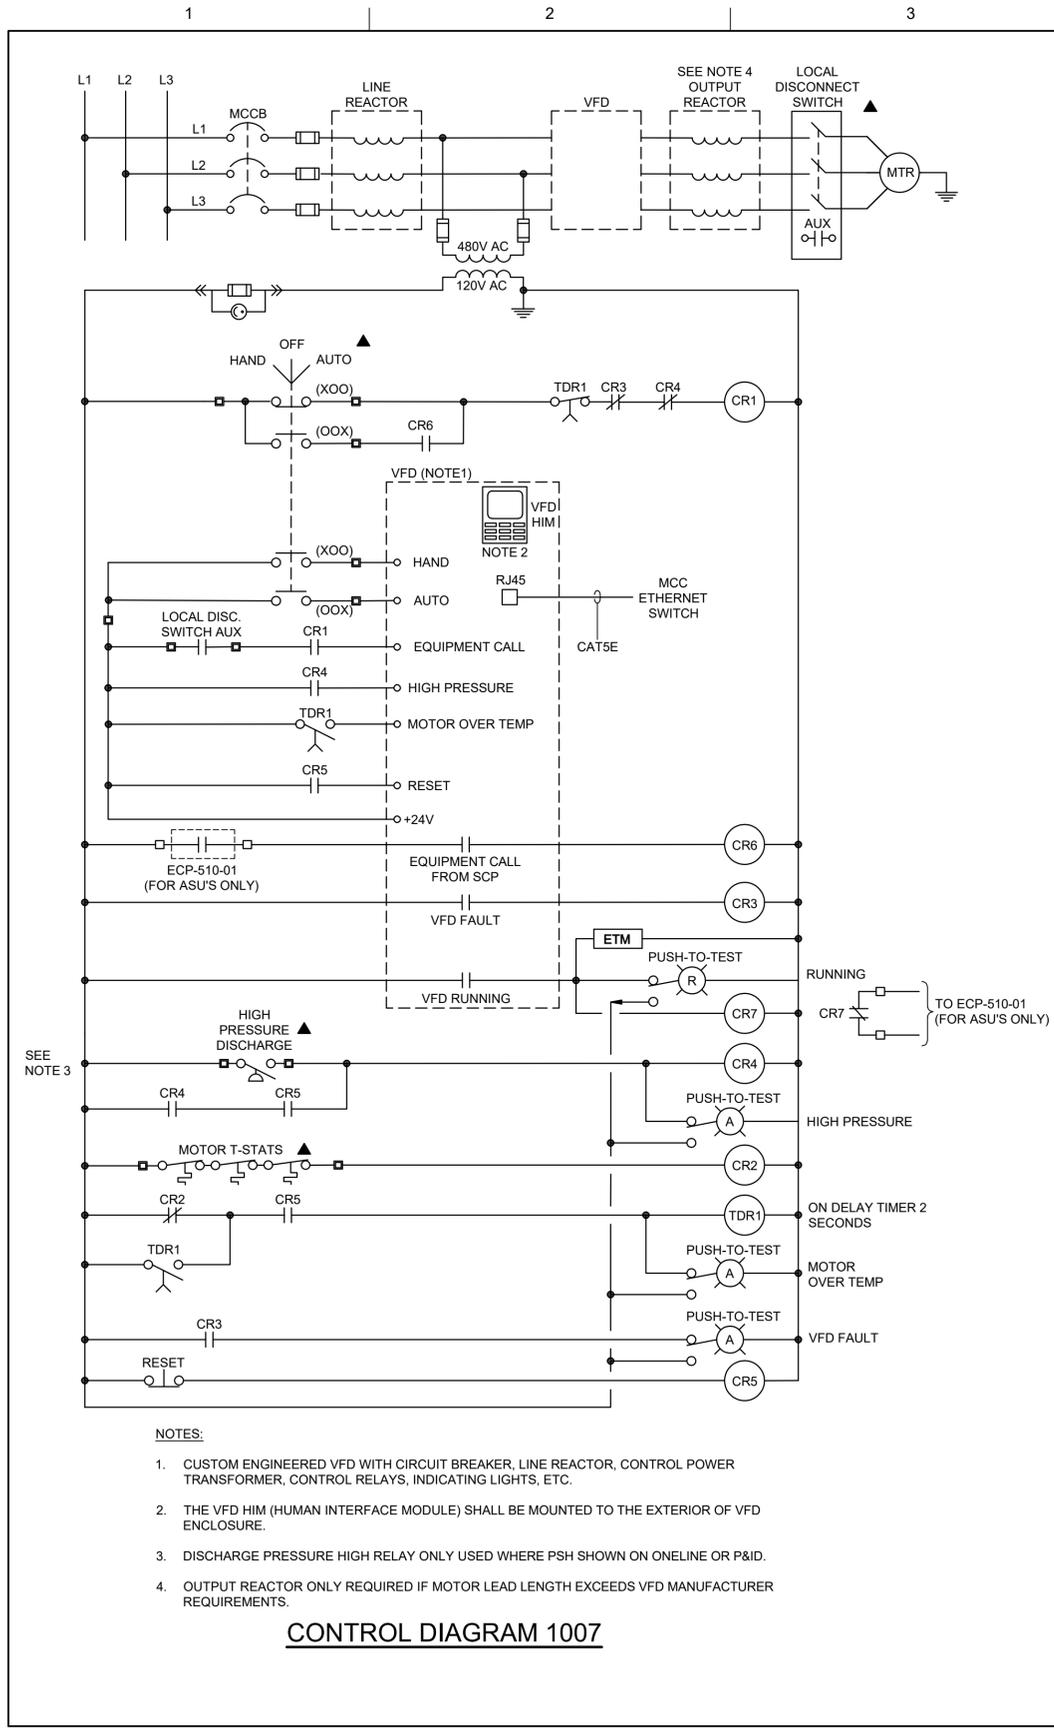 1 2 3
L1 L2 L3
LINE
REACTOR
VFD
SEE NOTE 4
OUTPUT
REACTOR
LOCAL
DISCONNECT
SWITCH
MCCB
L1
L2
L3
MTR
AUX
480V AC
120V AC
OFF
HAND AUTO
(XOO)
TDR1 CR3 CR4
CR1
(OOX)
CR6
VFD (NOTE1)
VFD
HIM
NOTE 2
(XOO)
HAND
RJ45
MCC
ETHERNET
SWITCH
AUTO
(OOX)
CAT5E
LOCAL DISC.
SWITCH AUX
CR1
EQUIPMENT CALL
CR4
HIGH PRESSURE
TDR1
MOTOR OVER TEMP
CR5
RESET
+24V
ECP-510-01
(FOR ASU'S ONLY)
EQUIPMENT CALL
FROM SCP
CR6
VFD FAULT
CR3
ETM
PUSH-TO-TEST
R
RUNNING
VFD RUNNING
CR7
CR7
TO ECP-510-01
(FOR ASU'S ONLY)
HIGH
PRESSURE
DISCHARGE
SEE
NOTE 3
CR4
CR4 CR5
PUSH-TO-TEST
A
HIGH PRESSURE
MOTOR T-STATS
CR2
CR2 CR5
TDR1
ON DELAY TIMER 2
SECONDS
TDR1
PUSH-TO-TEST
A
MOTOR
OVER TEMP
CR3
PUSH-TO-TEST
A
VFD FAULT
RESET
CR5
NOTES:
1. CUSTOM ENGINEERED VFD WITH CIRCUIT BREAKER, LINE REACTOR, CONTROL POWER
TRANSFORMER, CONTROL RELAYS, INDICATING LIGHTS, ETC.
2. THE VFD HIM (HUMAN INTERFACE MODULE) SHALL BE MOUNTED TO THE EXTERIOR OF VFD
ENCLOSURE.
3. DISCHARGE PRESSURE HIGH RELAY ONLY USED WHERE PSH SHOWN ON ONELINE OR P&ID.
4. OUTPUT REACTOR ONLY REQUIRED IF MOTOR LEAD LENGTH EXCEEDS VFD MANUFACTURER
REQUIREMENTS.
CONTROL DIAGRAM 1007